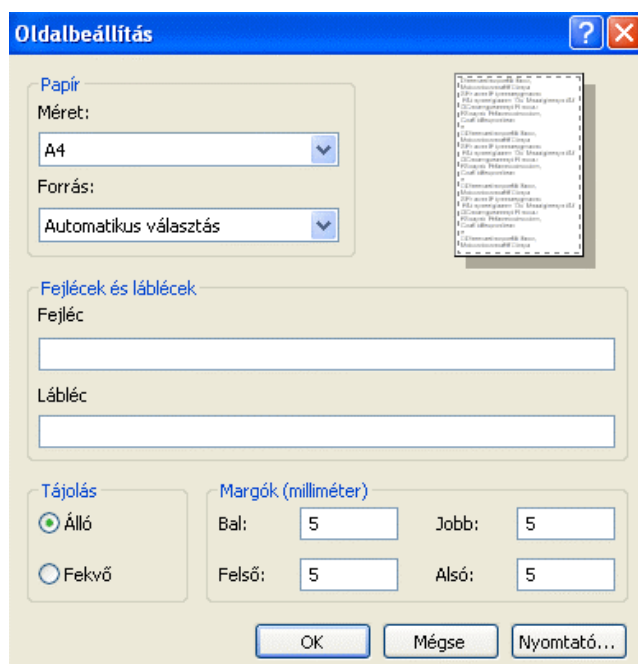 Oldalbeállítás
Papír
Méret:
A4
Forrás:
Automatikus választás
Fejlécek és láblécek
Fejléc
Lábléc
Tájolás
Álló
Fekvő
Margók (milliméter)
Bal: 5 Jobb: 5
Felső: 5 Alsó: 5
OK Mégse Nyomtató...